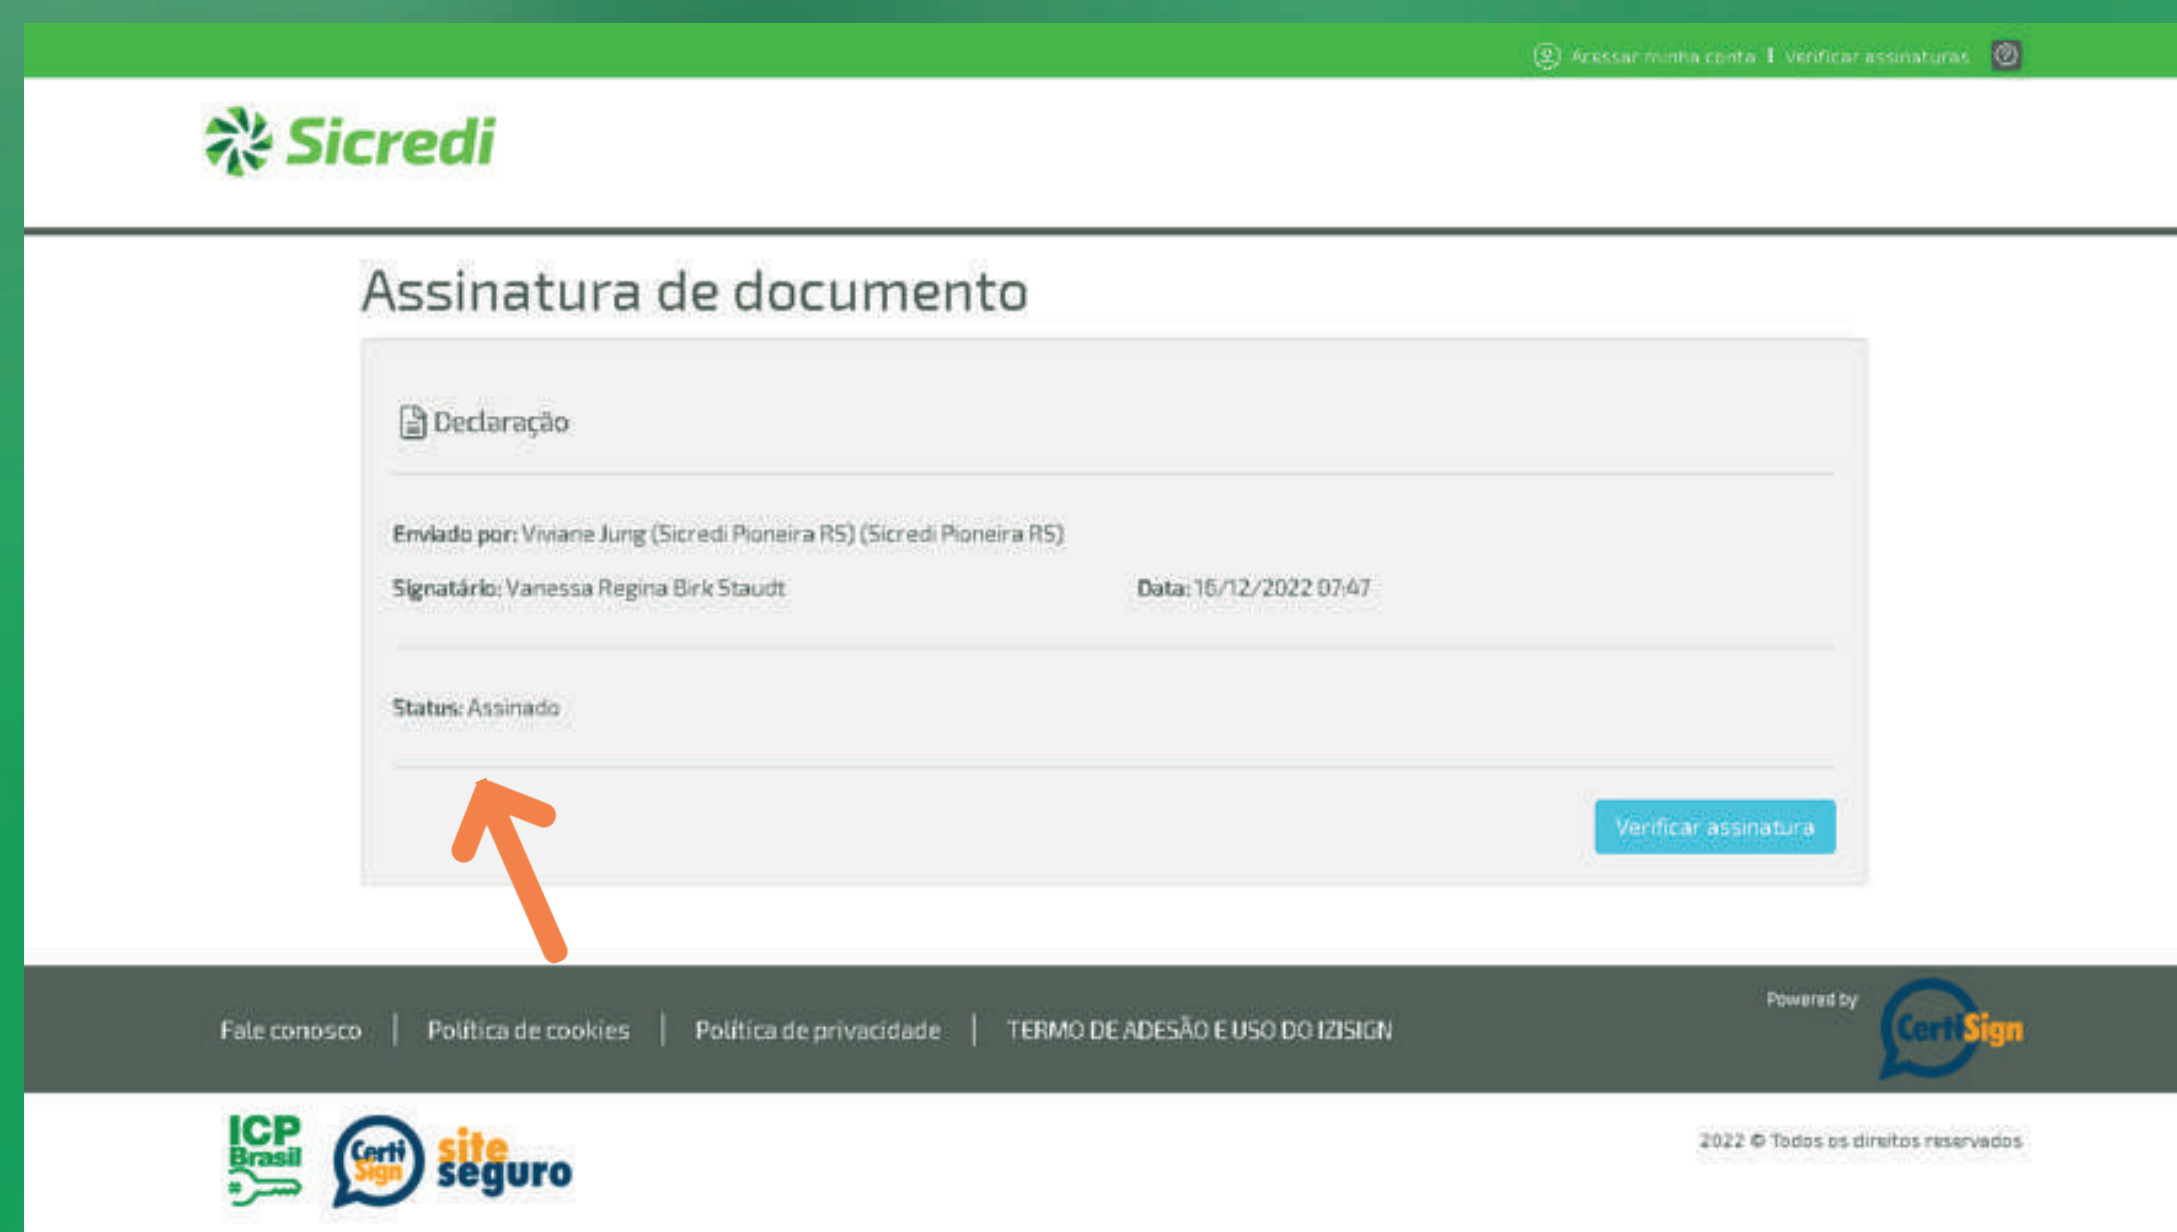 Acessar minha conta | Verificar assinaturas
Sicredi
Assinatura de documento
Declaração
Enviado por: Viviane Jung (Sicredi Pioneira RS) (Sicredi Pioneira RS)
Signatário: Vanessa Regina Birk Staudt Data: 16/12/2022 07:47
Status: Assinado
Verificar assinatura
Powered by
CertiSign
Fale conosco | Política de cookies | Política de privacidade | TERMO DE ADESÃO E USO DO IZISIGN
ICP
Brasil
Certi
Sign
site
seguro
2022 © Todos os direitos reservados